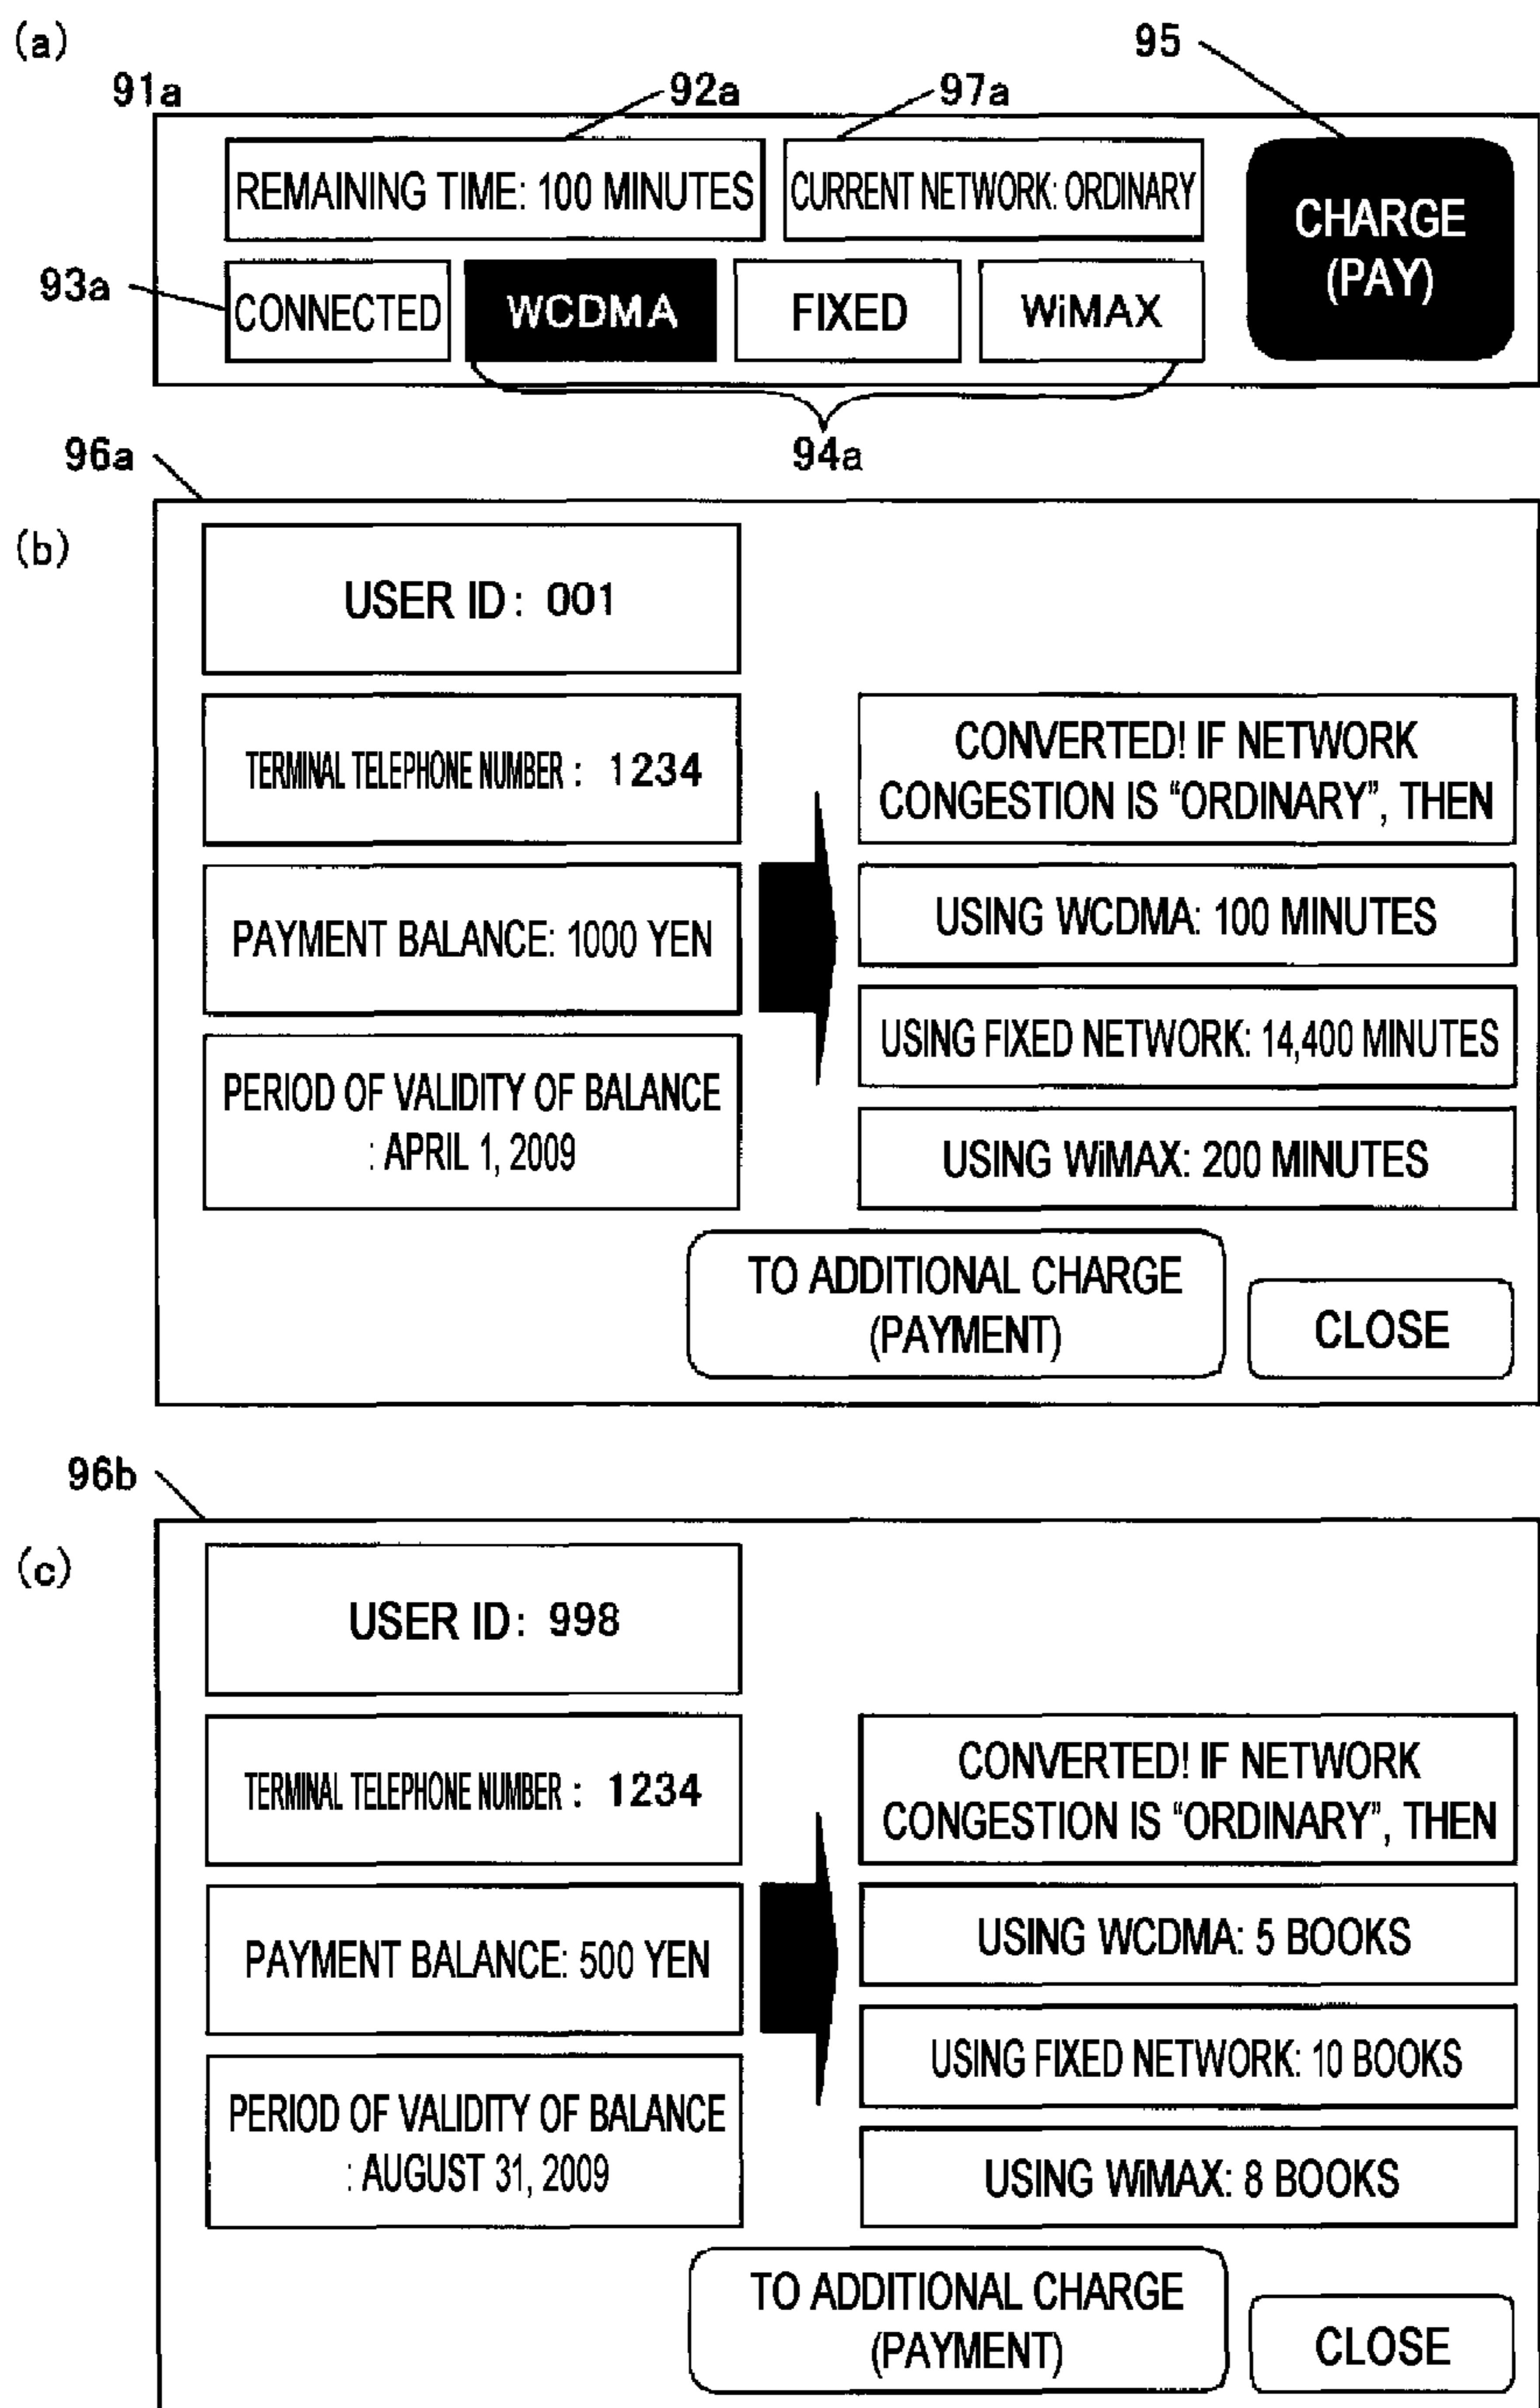 (a)
95
91a
92a
97a
REMAINING TIME: 100 MINUTES
CURRENT NETWORK: ORDINARY
CHARGE
(PAY)
93a
CONNECTED
WCDMA
FIXED
WiMAX
94a
96a
(b)
USER ID : 001
TERMINAL TELEPHONE NUMBER : 1234
PAYMENT BALANCE: 1000 YEN
PERIOD OF VALIDITY OF BALANCE
: APRIL 1, 2009
CONVERTED! IF NETWORK
CONGESTION IS “ORDINARY”, THEN
USING WCDMA: 100 MINUTES
USING FIXED NETWORK: 14,400 MINUTES
USING WiMAX: 200 MINUTES
TO ADDITIONAL CHARGE
(PAYMENT)
CLOSE
96b
(c)
USER ID : 998
TERMINAL TELEPHONE NUMBER : 1234
PAYMENT BALANCE: 500 YEN
PERIOD OF VALIDITY OF BALANCE
: AUGUST 31, 2009
CONVERTED! IF NETWORK
CONGESTION IS “ORDINARY”, THEN
USING WCDMA: 5 BOOKS
USING FIXED NETWORK: 10 BOOKS
USING WiMAX: 8 BOOKS
TO ADDITIONAL CHARGE
(PAYMENT)
CLOSE